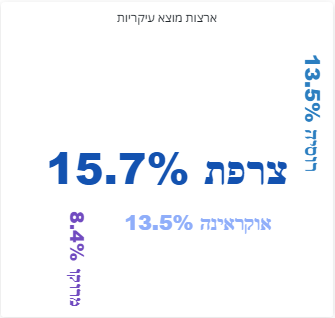 ארצות מוצא עיקריות
רוסיה 13.5%
צרפת 15.7%
אוקראינה 13.5%
מרוקו 8.4%